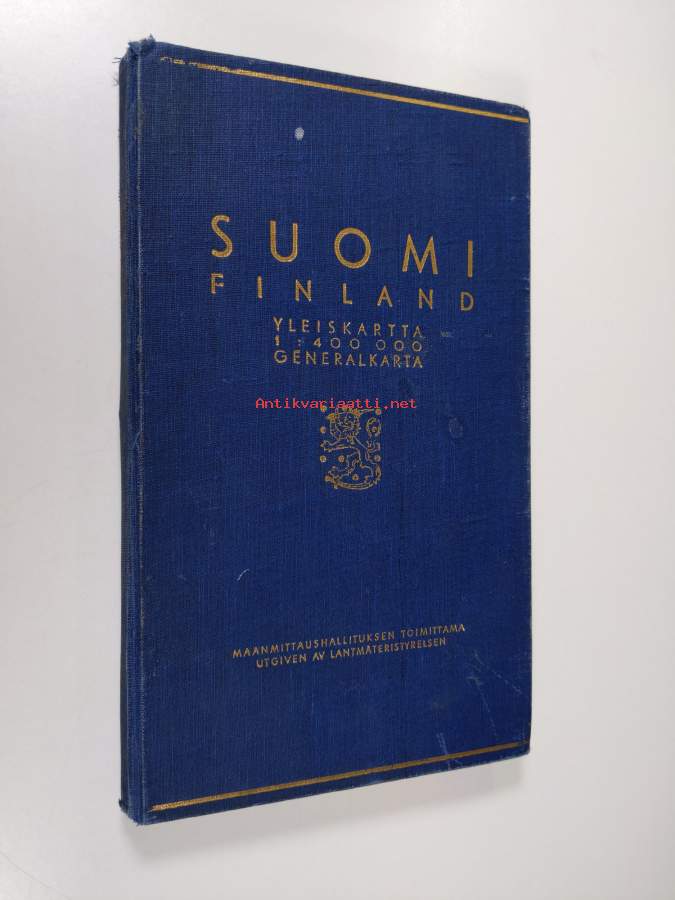 SUOMI
FINLAND
YLEISKARTTA
1 : 400 000
GENERALKARTA
Antikvariaatti.net
MAANMITTAUSHALLITUKSEN TOIMITTAMA
UTGIVEN AV LANTMÄTERISTYRELSEN